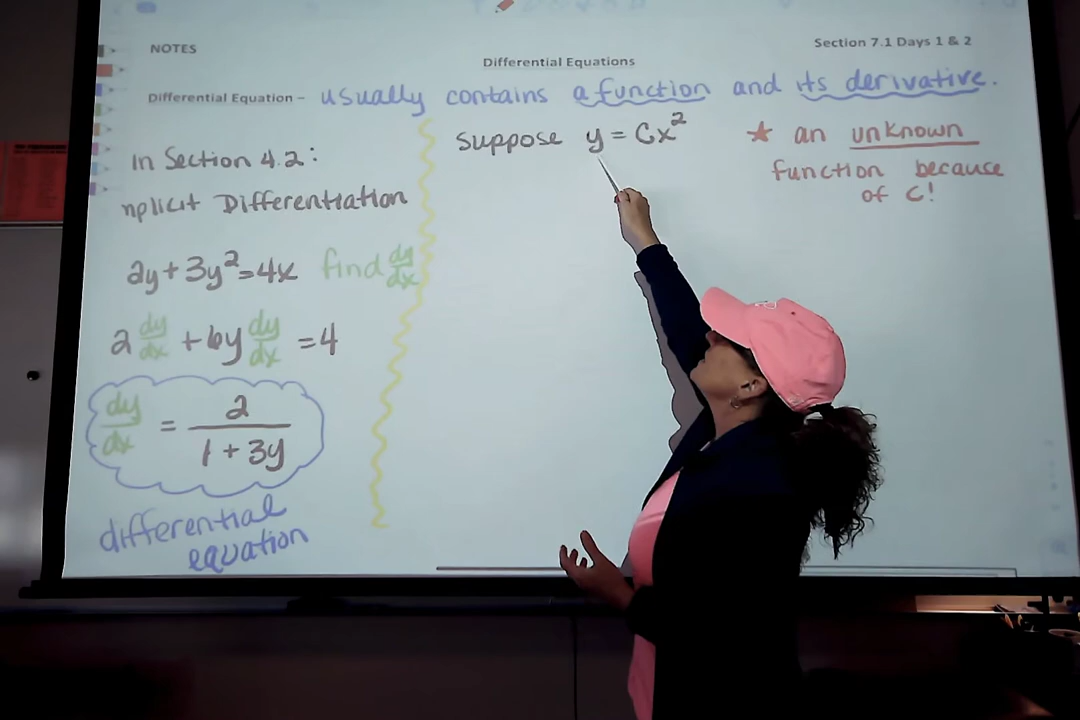 NOTES
Differential Equations
Section 7.1 Days 1 & 2
Differential Equation – usually contains a function and its derivative.
In Section 4.2:
mplicit Differentiation
2y + 3y² = 4x find dy/dx
2 dy/dx + 6y dy/dx = 4
dy/dx = 2/(1 + 3y)
differential
equation
Suppose y = Cx²
★ an unknown
function because
of C!